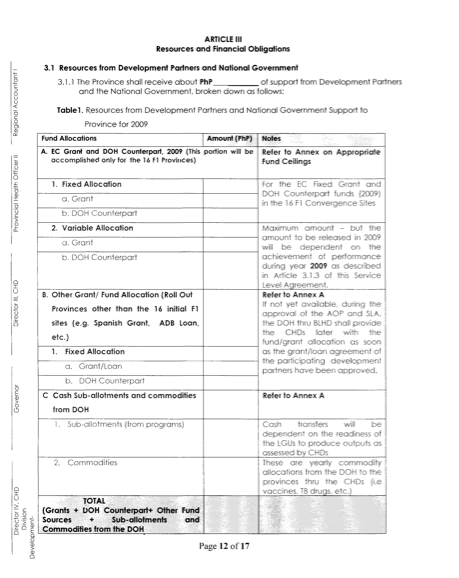 ARTICLE III
Resources and Financial Obligations
3.1 Resources from Development Partners and National Government
3.1.1 The Province shall receive about PhP__________ of support from Development Partners
and the National Government, broken down as follows:
Table1. Resources from Development Partners and National Government Support to
Province for 2009
Fund Allocations Amount (PhP) Notes
A. EC Grant and DOH Counterpart, 2009 (This portion will be
accomplished only for the 16 F1 Provinces)
Refer to Annex on Appropriate
Fund Ceilings
1. Fixed Allocation
a. Grant
b. DOH Counterpart
For the EC Fixed Grant and
DOH Counterpart funds (2009)
in the 16 F1 Convergence Sites
2. Variable Allocation
a. Grant
b. DOH Counterpart
Maximum amount – but the
amount to be released in 2009
will be dependent on the
achievement of performance
during year 2009 as described
in Article 3.1.3 of this Service
Level Agreement.
B. Other Grant/ Fund Allocation (Roll Out
Provinces other than the 16 initial F1
sites (e.g. Spanish Grant, ADB Loan,
etc.)
1. Fixed Allocation
a. Grant/Loan
b. DOH Counterpart
Refer to Annex A
If not yet available, during the
approval of the AOP and SLA,
the DOH thru BLHD shall provide
the CHDs later with the
fund/grant allocation as soon
as the grant/loan agreement of
the participating development
partners have been approved.
C Cash Sub-allotments and commodities
from DOH
Refer to Annex A
1. Sub-allotments (from programs)
Cash transfers will be
dependent on the readiness of
the LGUs to produce outputs as
assessed by CHDs
2. Commodities
These are yearly commodity
allocations from the DOH to the
provinces thru the CHDs (i.e
vaccines, TB drugs, etc.)
TOTAL
(Grants + DOH Counterpart+ Other Fund
Sources + Sub-allotments and
Commodities from the DOH
Page 12 of 17
Regional Accountant I
Provincial Health Officer II
Director III, CHD
Governor
Director IV, CHD
Division
Development-